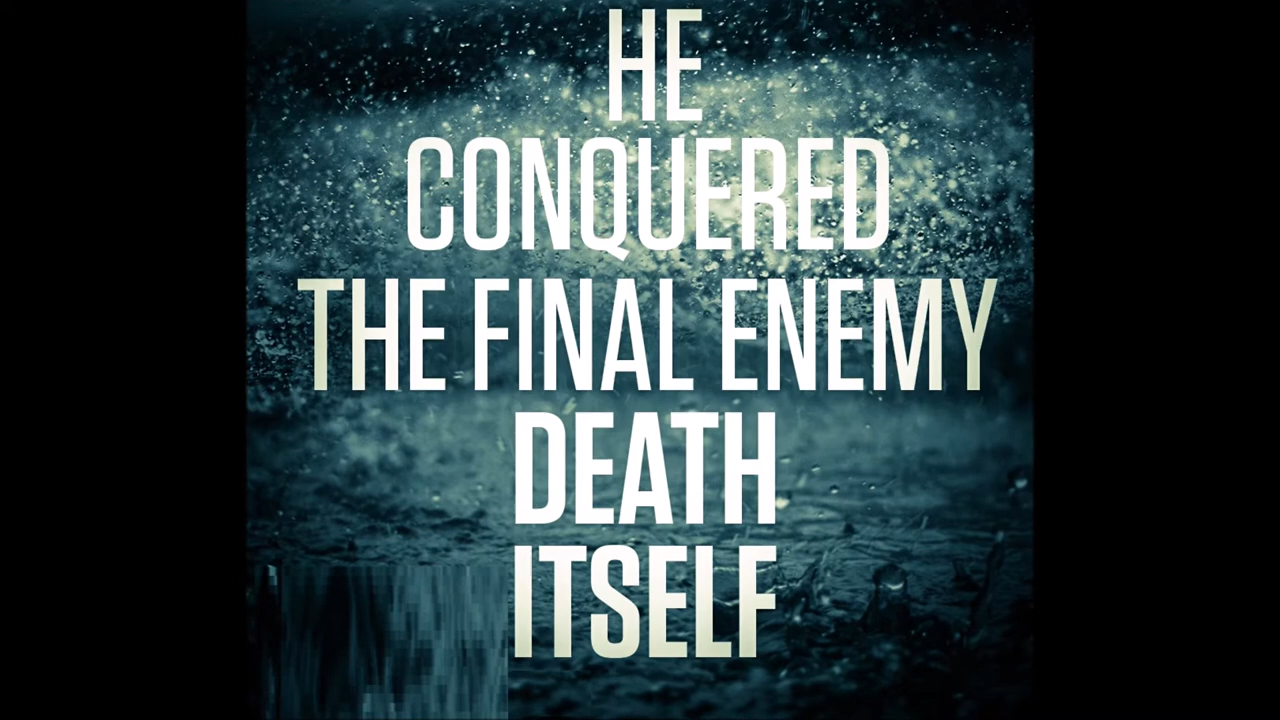 HE
CONQUERED
THE FINAL ENEMY
DEATH
ITSELF